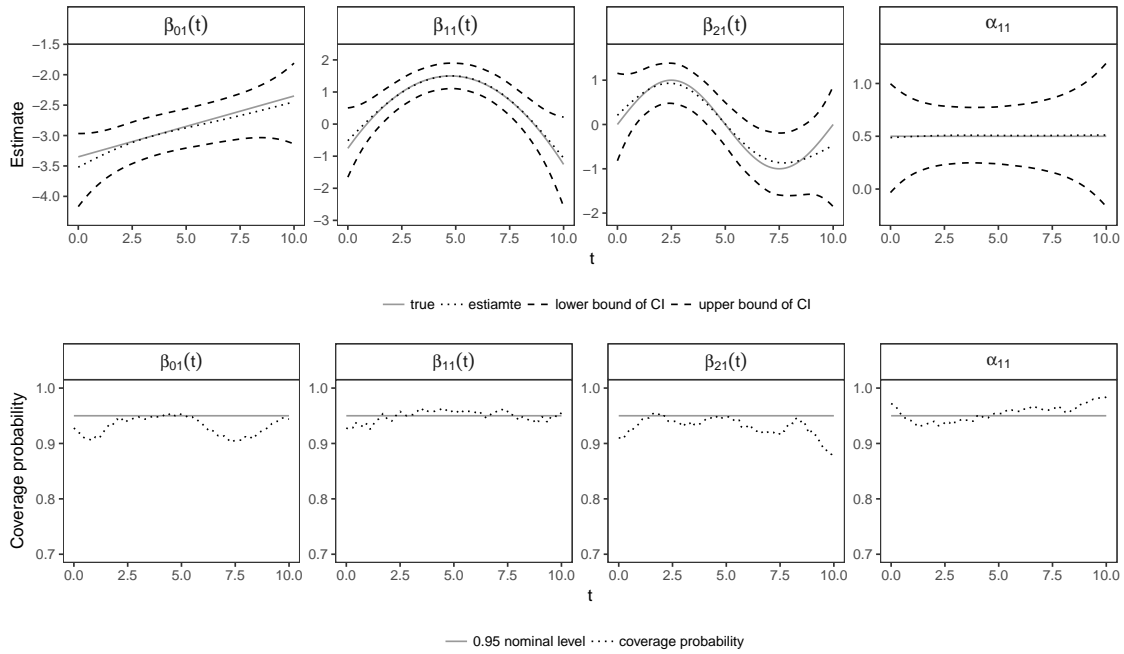 β01(t) β11(t) β21(t) α11
Estimate
−1.5
−2.0
−2.5
−3.0
−3.5
−4.0
0.0 2.5 5.0 7.5 10.0
2
1
0
−1
−2
−3
0.0 2.5 5.0 7.5 10.0
1
0
−1
−2
0.0 2.5 5.0 7.5 10.0
1.0
0.5
0.0
0.0 2.5 5.0 7.5 10.0
t
true estiamte lower bound of CI upper bound of CI
β01(t) β11(t) β21(t) α11
Coverage probability
1.0
0.9
0.8
0.7
0.0 2.5 5.0 7.5 10.0
1.0
0.9
0.8
0.7
0.0 2.5 5.0 7.5 10.0
1.0
0.9
0.8
0.7
0.0 2.5 5.0 7.5 10.0
1.0
0.9
0.8
0.7
0.0 2.5 5.0 7.5 10.0
t
0.95 nominal level coverage probability